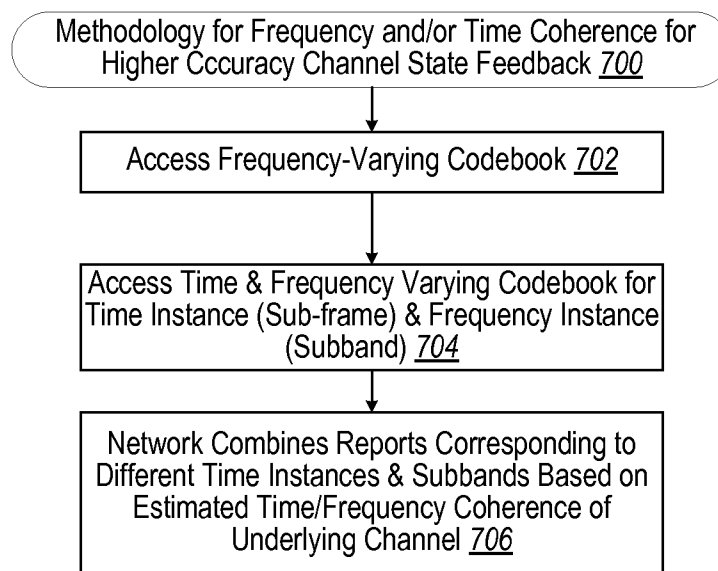 Methodology for Frequency and/or Time Coherence for
Higher Cccuracy Channel State Feedback 700
Access Frequency-Varying Codebook 702
Access Time & Frequency Varying Codebook for
Time Instance (Sub-frame) & Frequency Instance
(Subband) 704
Network Combines Reports Corresponding to
Different Time Instances & Subbands Based on
Estimated Time/Frequency Coherence of
Underlying Channel 706